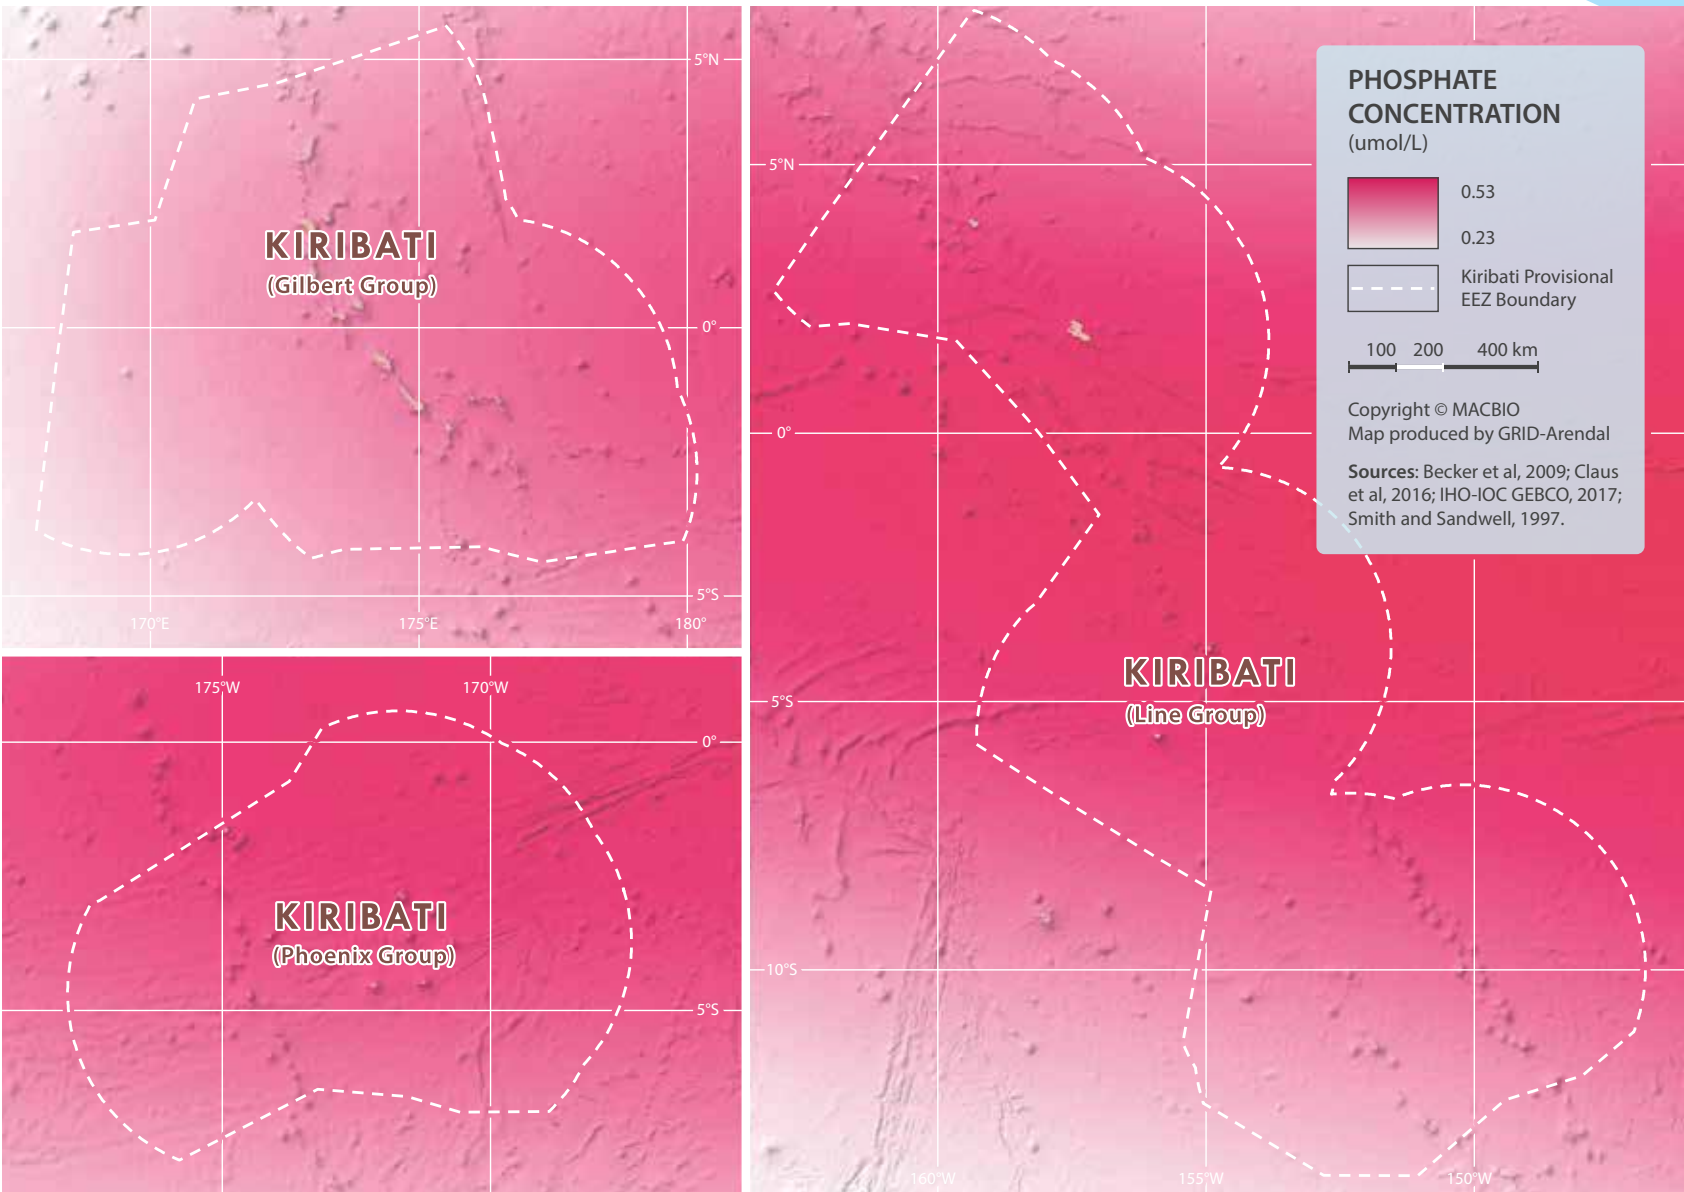 5°N
KIRIBATI
(Gilbert Group)
0°
5°S
170°E
175°E
180°
175°W
170°W
0°
KIRIBATI
(Phoenix Group)
5°S
5°N
0°
KIRIBATI
(Line Group)
5°S
10°S
160°W
155°W
150°W
PHOSPHATE
CONCENTRATION
(umol/L)
0.53
0.23
Kiribati Provisional
EEZ Boundary
100 200 400 km
Copyright © MACBIO
Map produced by GRID-Arendal
Sources: Becker et al, 2009; Claus
et al, 2016; IHO-IOC GEBCO, 2017;
Smith and Sandwell, 1997.